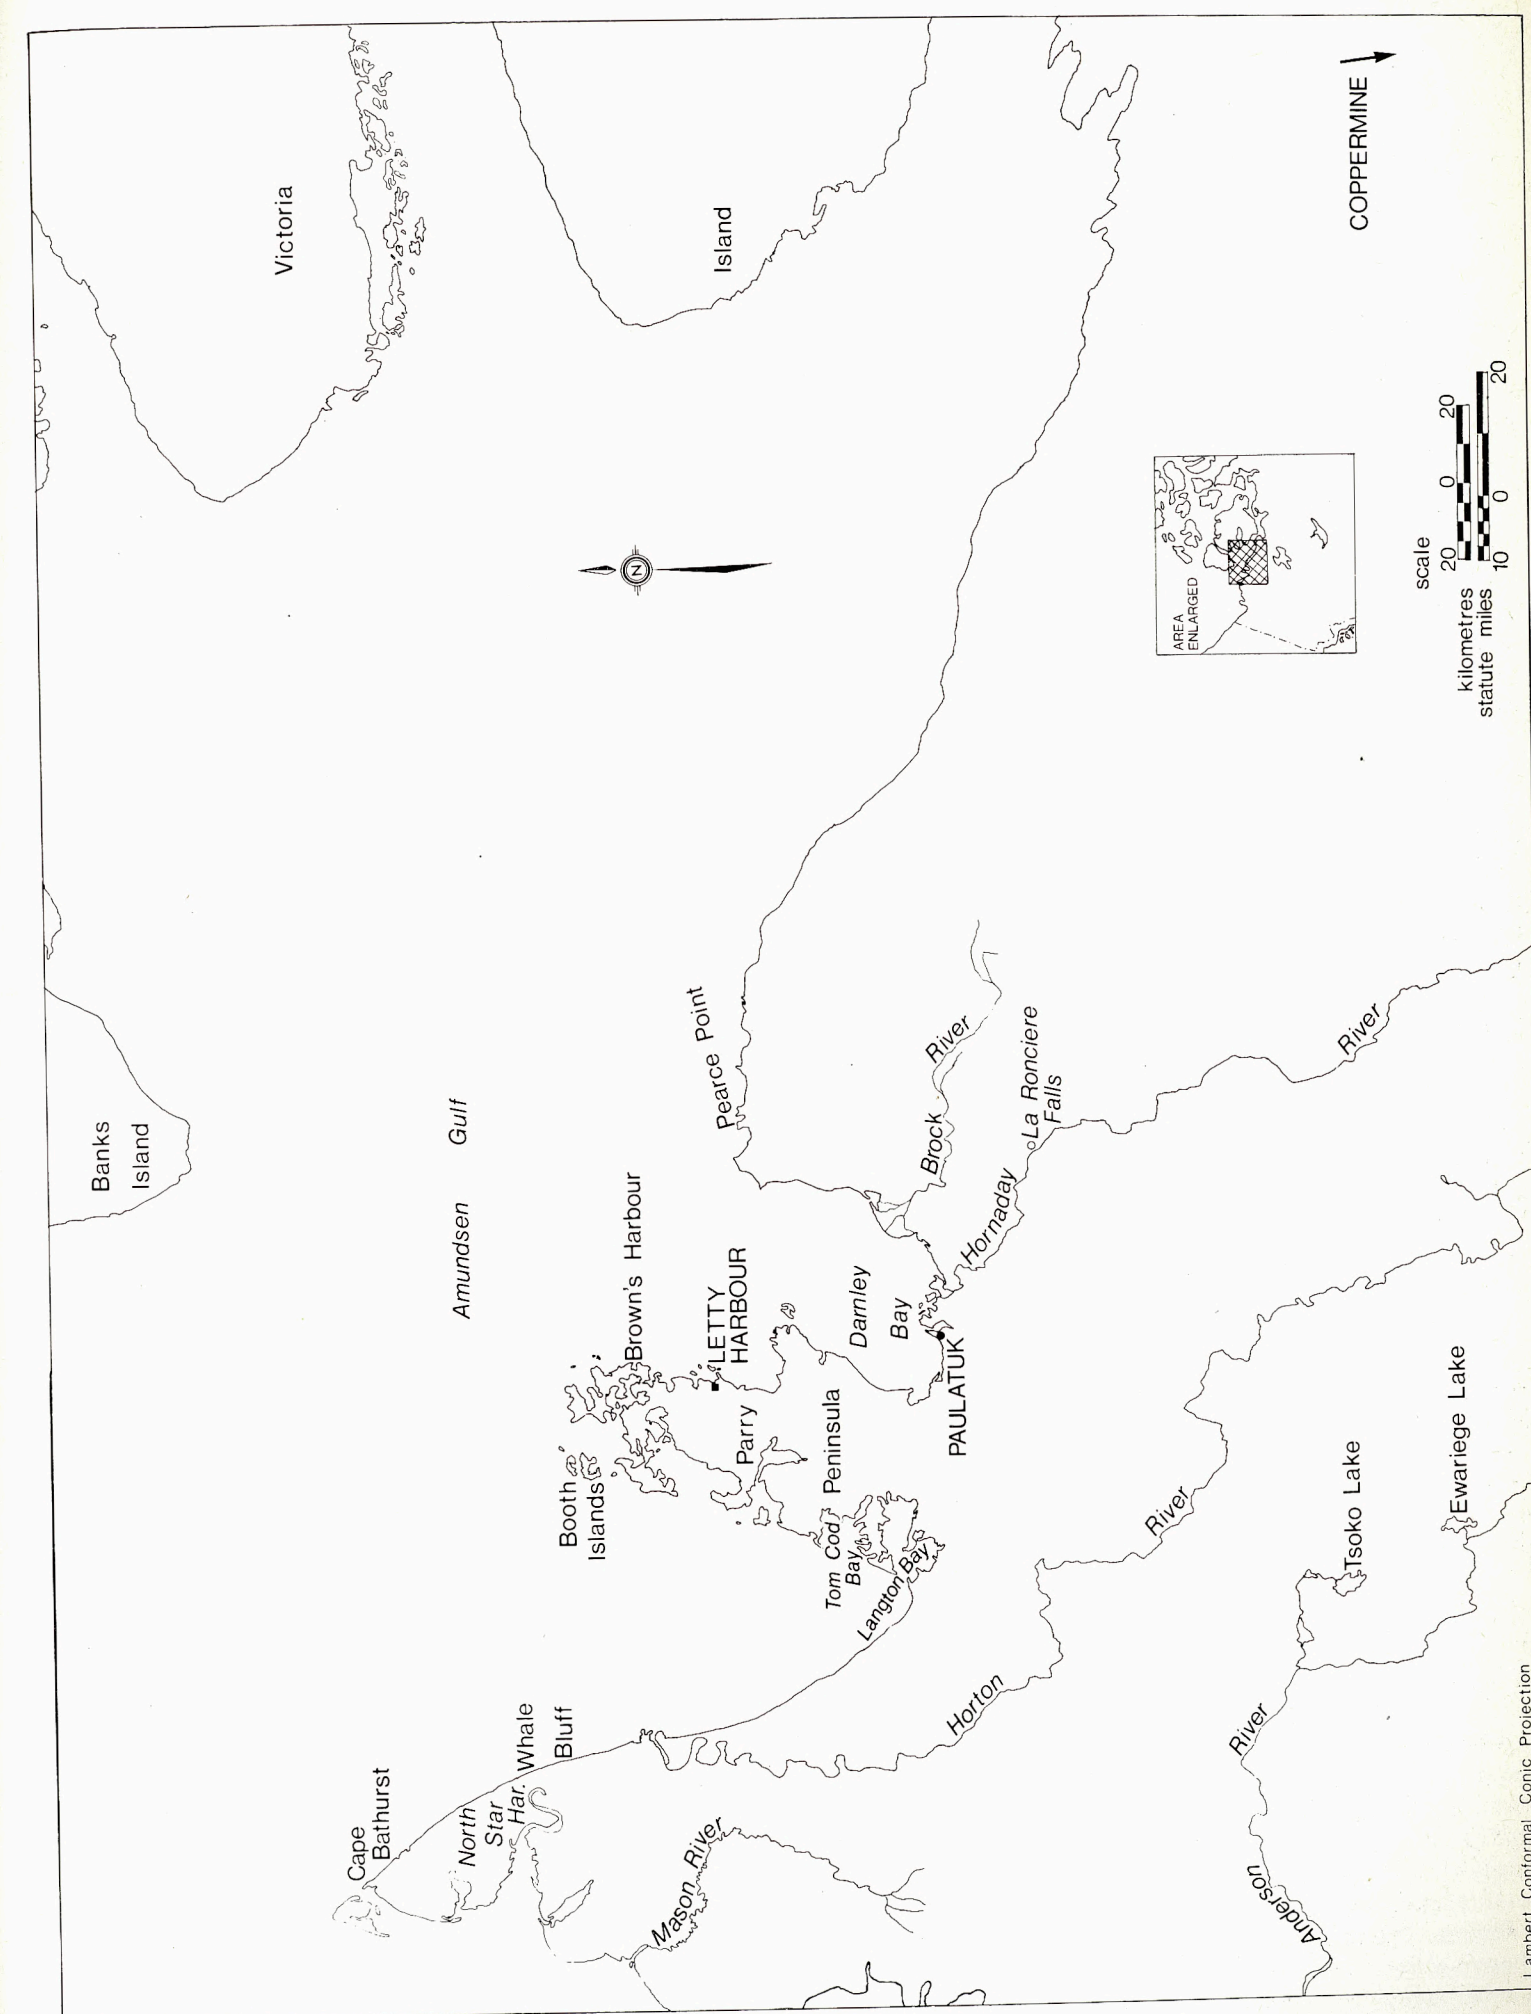 Banks
Island
Victoria
Island
Amundsen Gulf
Cape
Bathurst
North
Star
Har.
Whale
Bluff
Booth
Islands
Brown's Harbour
LETTY
HARBOUR
Pearce Point
Parry
Peninsula
Darnley
Bay
Tom Cod
Bay
Langton Bay
PAULATUK
Brock River
Hornaday River
La Ronciere
Falls
Mason River
Horton River
Anderson River
Tsoko Lake
Ewariege Lake
N
AREA
ENLARGED
COPPERMINE
scale
kilometres 20 0 20
statute miles 10 0 20
Lambert Conformal Conic Projection